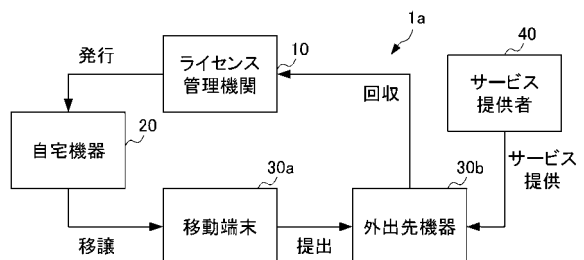 1a
40
10
発行
ライセンス
管理機関
サービス
提供者
回収
20
自宅機器
サービス
提供
30a
30b
移動端末
外出先機器
移譲
提出